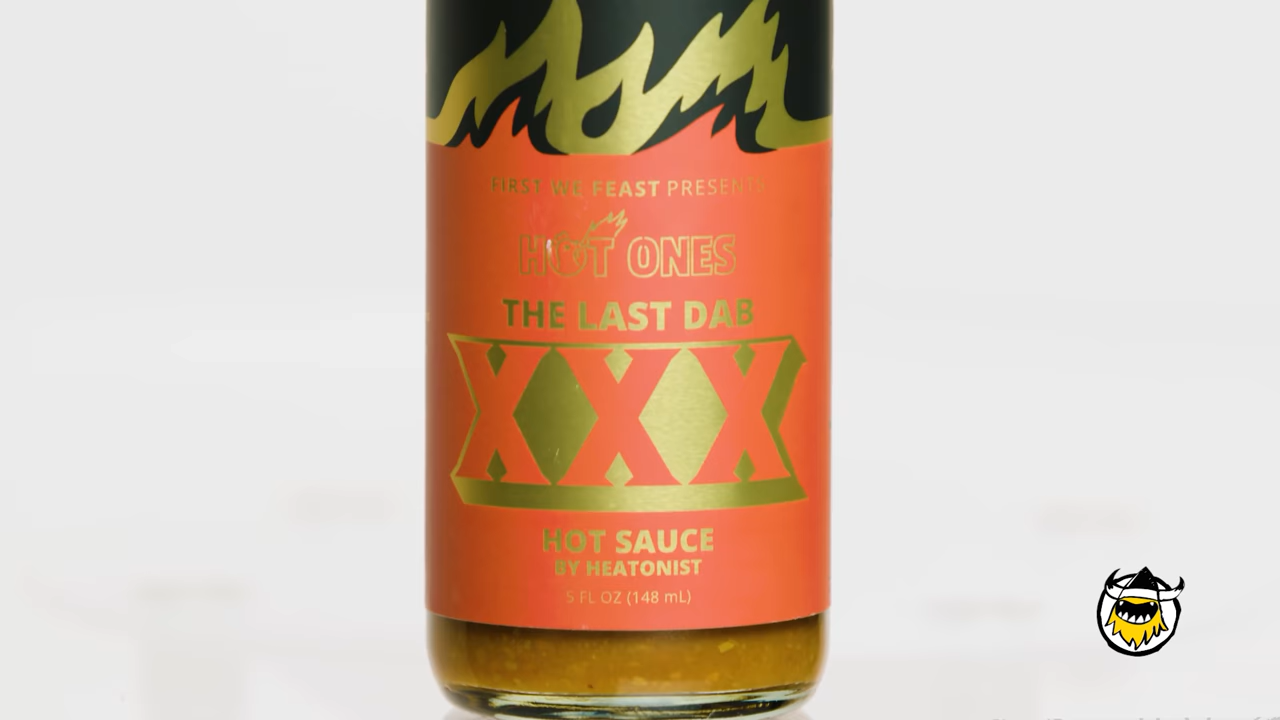 FIRST WE FEAST PRESENTS
HOT ONES
THE LAST DAB
XXX
HOT SAUCE
BY HEATONIST
5 FL OZ (148 mL)